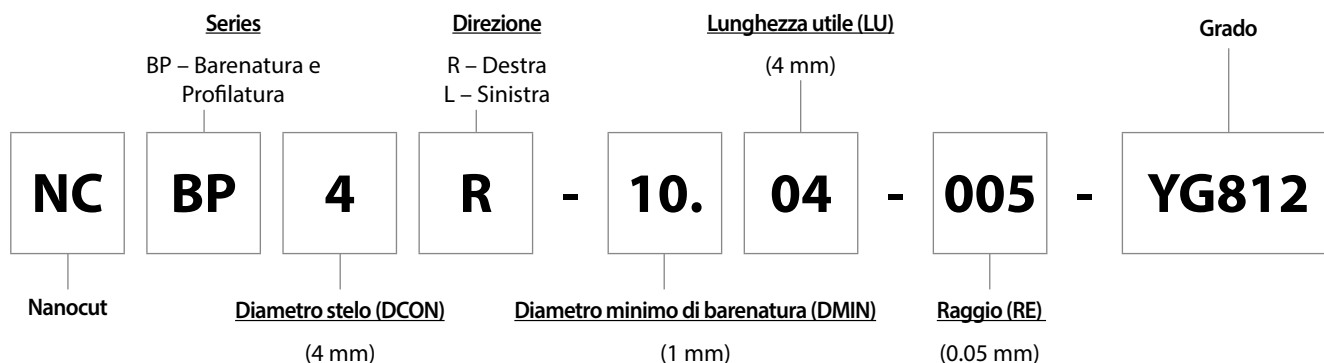 Series
Direzione
Lunghezza utile (LU)
Grado
BP – Barenatura e
Profilatura
R – Destra
L – Sinistra
(4 mm)
NC BP 4 R - 10. 04 - 005 - YG812
Nanocut
Diametro stelo (DCON)
Diametro minimo di barenatura (DMIN)
Raggio (RE)
(4 mm)
(1 mm)
(0.05 mm)